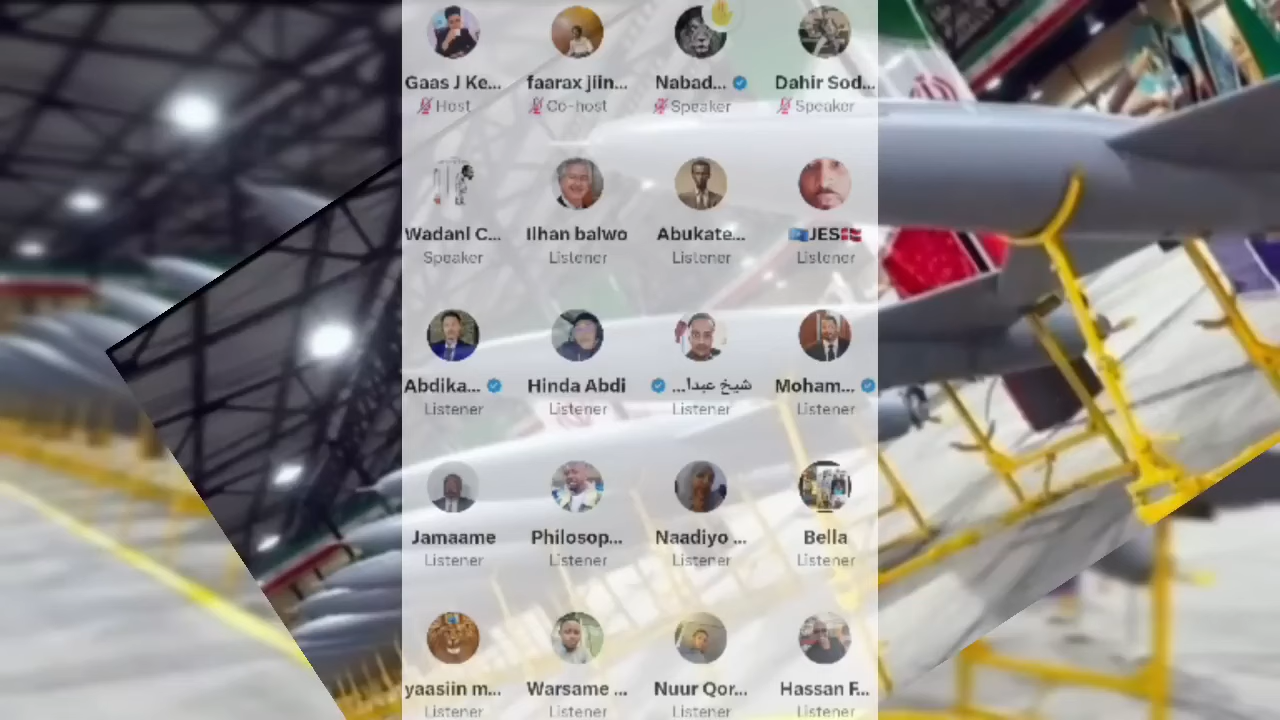 Gaas J Ke... faarax jiin... Nabad... Dahir Sod...
Host Co-host Speaker Speaker
Wadanl C... Ilhan balwo Abukate... JES
Speaker Listener Listener Listener
Abdika... Hinda Abdi شيخ عبدا... Moham...
Listener Listener Listener Listener
Jamaame Philosop... Naadiyo ... Bella
Listener Listener Listener Listener
yaasiin m... Warsame ... Nuur Qor... Hassan F...
Listener Listener Listener Listener